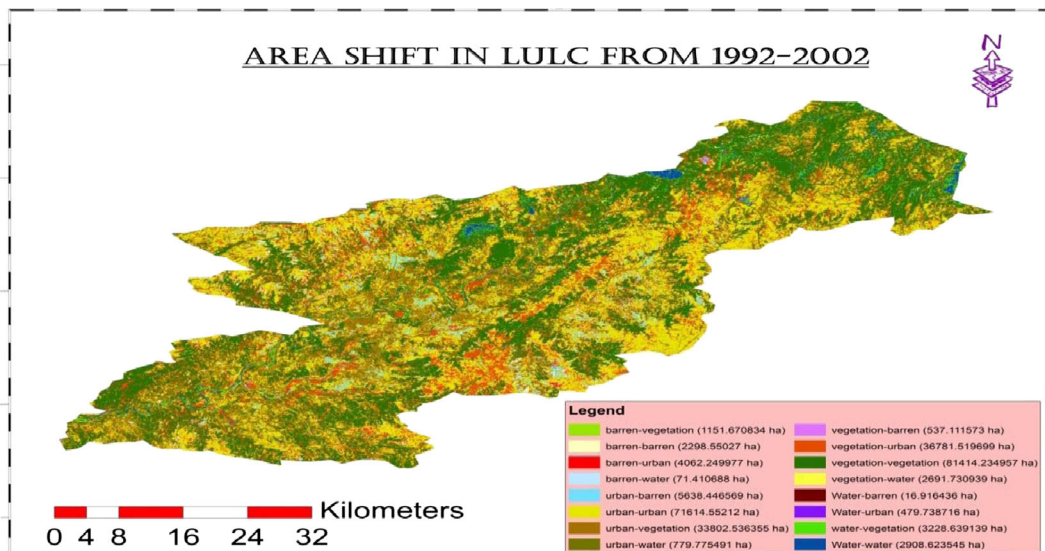 AREA SHIFT IN LULC FROM 1992-2002
N
Legend
barren-vegetation (1151.670834 ha)
barren-barren (2298.55027 ha)
barren-urban (4062.249977 ha)
barren-water (71.410688 ha)
urban-barren (5638.446569 ha)
urban-urban (71614.55212 ha)
urban-vegetation (33802.536355 ha)
urban-water (779.775491 ha)
vegetation-barren (537.111573 ha)
vegetation-urban (36781.519699 ha)
vegetation-vegetation (81414.234957 ha)
vegetation-water (2691.730939 ha)
Water-barren (16.916436 ha)
Water-urban (479.738716 ha)
water-vegetation (3228.639139 ha)
Water-water (2908.623545 ha)
Kilometers
0 4 8 16 24 32